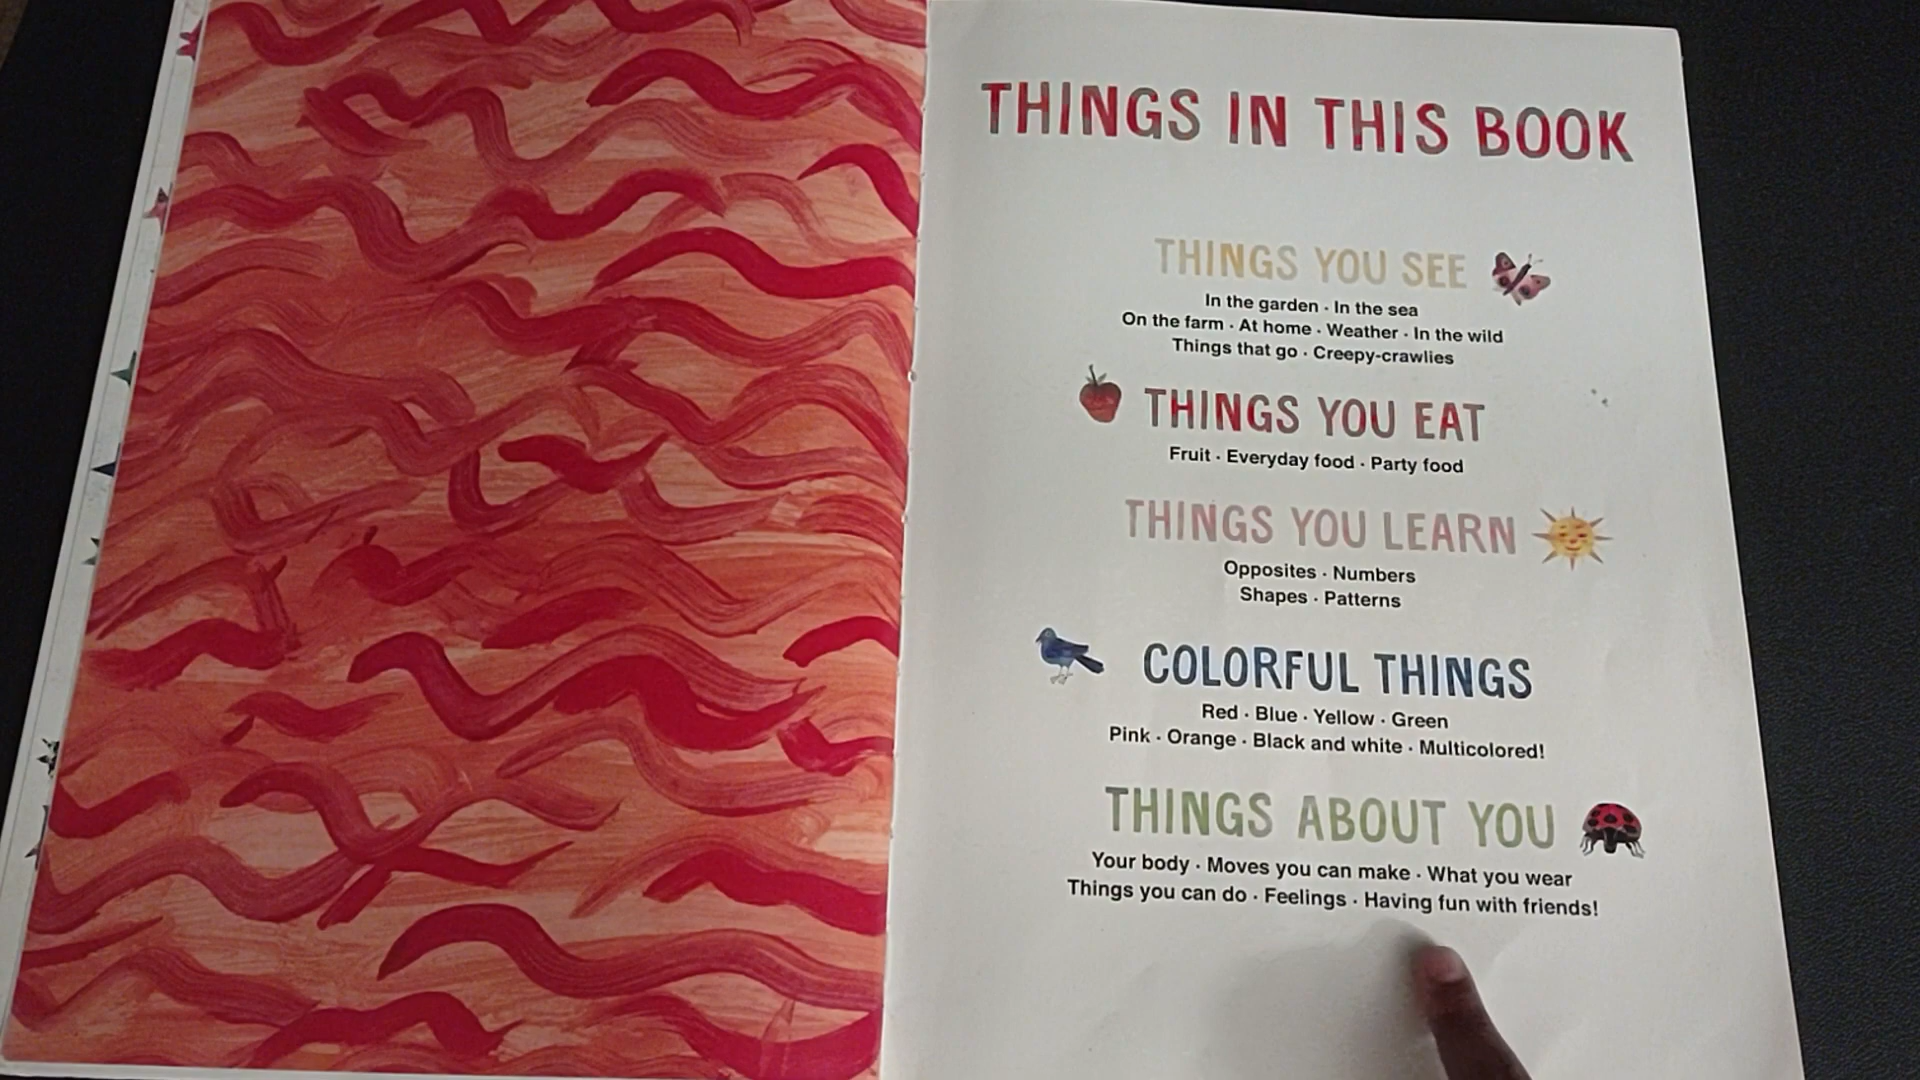 THINGS IN THIS BOOK
THINGS YOU SEE
In the garden · In the sea
On the farm · At home · Weather · In the wild
Things that go · Creepy-crawlies
THINGS YOU EAT
Fruit · Everyday food · Party food
THINGS YOU LEARN
Opposites · Numbers
Shapes · Patterns
COLORFUL THINGS
Red · Blue · Yellow · Green
Pink · Orange · Black and white · Multicolored!
THINGS ABOUT YOU
Your body · Moves you can make · What you wear
Things you can do · Feelings · Having fun with friends!